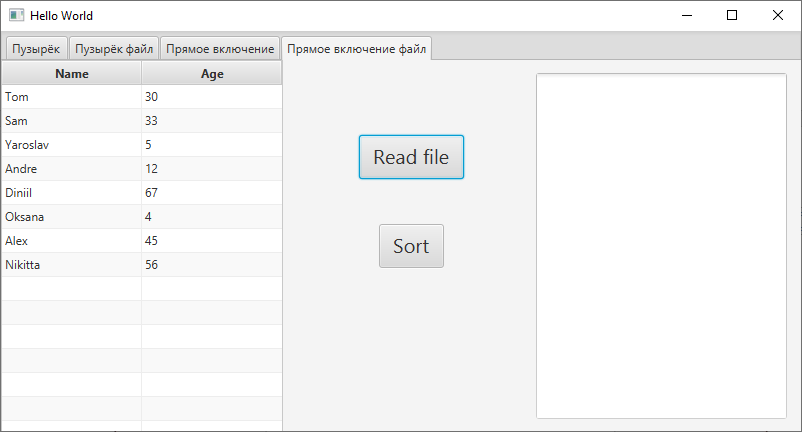 Hello World
Пузырёк Пузырёк файл Прямое включение Прямое включение файл
Name Age
Tom 30
Sam 33
Yaroslav 5
Andre 12
Diniil 67
Oksana 4
Alex 45
Nikitta 56
Read file
Sort